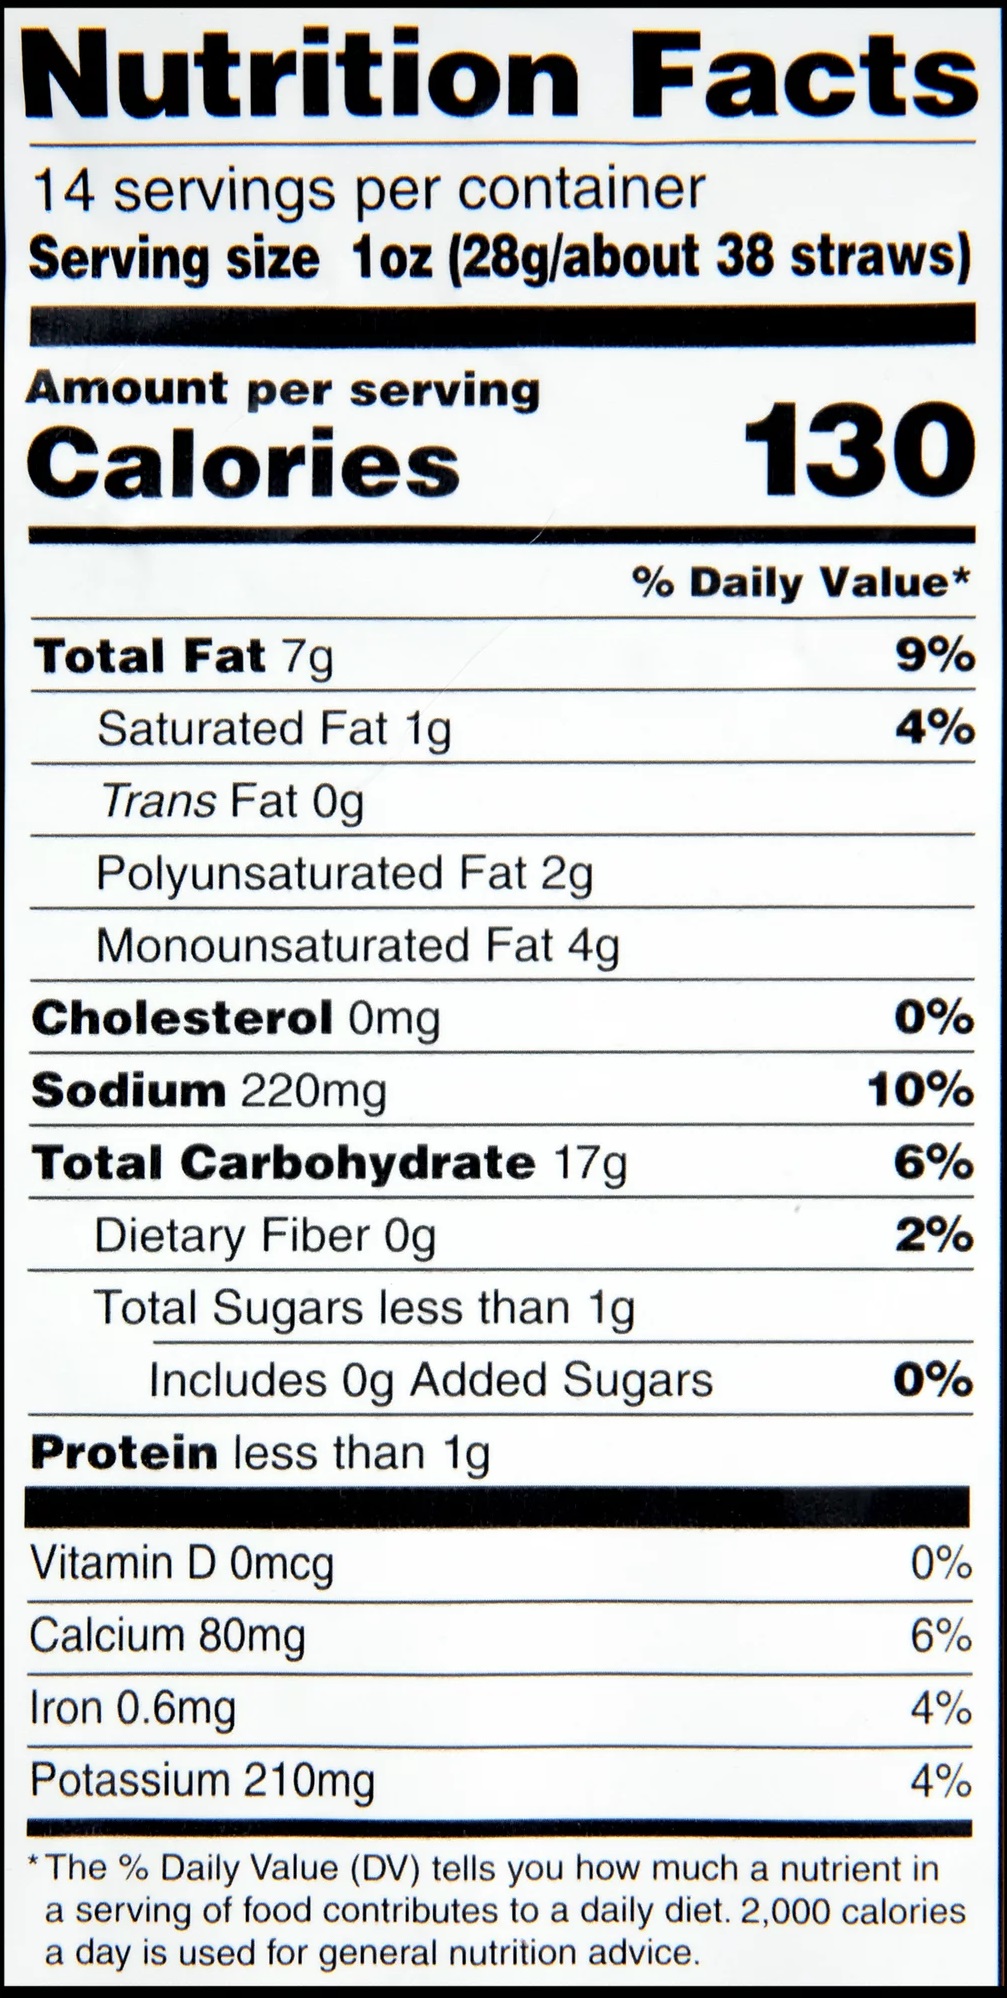 Nutrition Facts
14 servings per container
Serving size 1oz (28g/about 38 straws)
Amount per serving
Calories 130
% Daily Value*
Total Fat 7g 9%
Saturated Fat 1g 4%
Trans Fat 0g
Polyunsaturated Fat 2g
Monounsaturated Fat 4g
Cholesterol 0mg 0%
Sodium 220mg 10%
Total Carbohydrate 17g 6%
Dietary Fiber 0g 2%
Total Sugars less than 1g
Includes 0g Added Sugars 0%
Protein less than 1g
Vitamin D 0mcg 0%
Calcium 80mg 6%
Iron 0.6mg 4%
Potassium 210mg 4%
*The % Daily Value (DV) tells you how much a nutrient in
a serving of food contributes to a daily diet. 2,000 calories
a day is used for general nutrition advice.